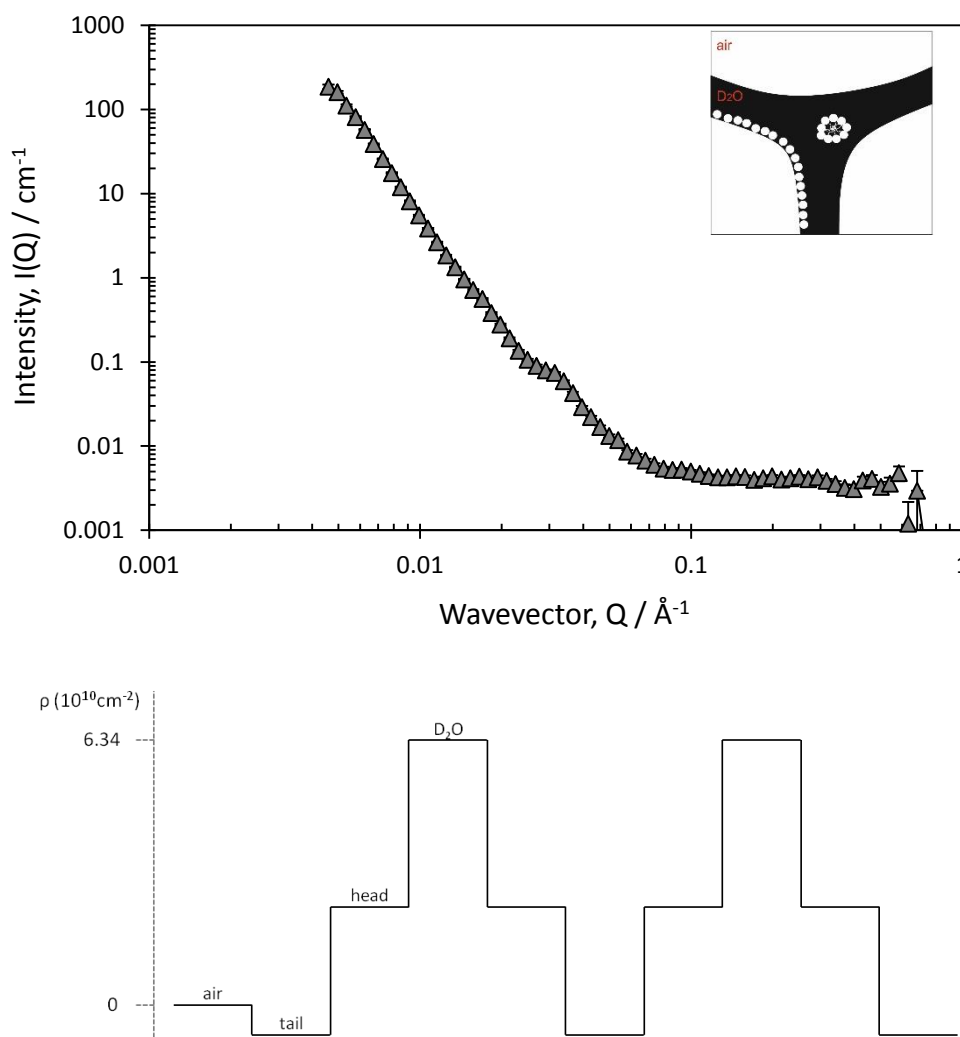 1000
100
10
1
0.1
0.01
0.001
Intensity, I(Q) / cm-1
0.001
0.01
0.1
1
Wavevector, Q / Å-1
air
D2O
ρ (10¹⁰cm⁻²)
6.34
D₂O
head
0
air
tail